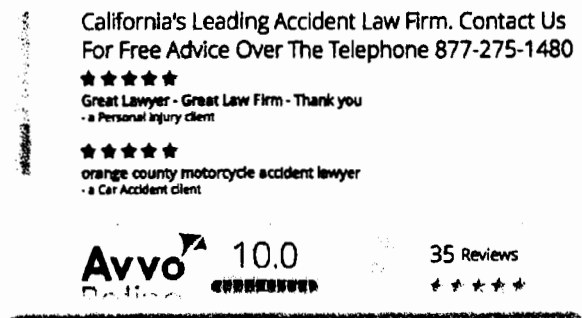 California's Leading Accident Law Firm. Contact Us
For Free Advice Over The Telephone 877-275-1480
★★★★★
Great Lawyer - Great Law Firm - Thank you
- a Personal Injury client
★★★★★
orange county motorcycle accident lawyer
- a Car Accident client
Avvo 10.0 35 Reviews
★★★★★